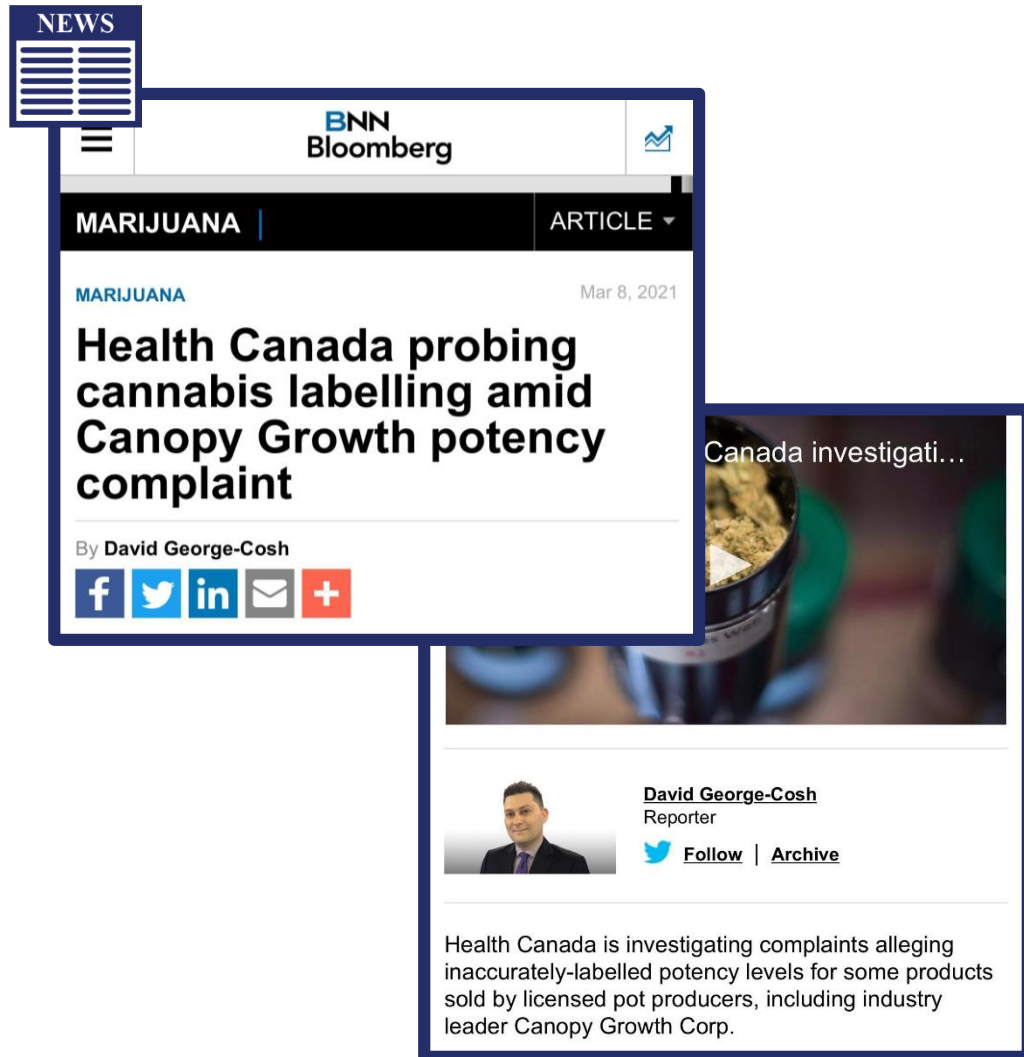 NEWS
BNN
Bloomberg
MARIJUANA
ARTICLE
MARIJUANA
Mar 8, 2021
Health Canada probing
cannabis labelling amid
Canopy Growth potency
complaint
By David George-Cosh
Canada investigati...
David George-Cosh
Reporter
Follow | Archive
Health Canada is investigating complaints alleging
inaccurately-labelled potency levels for some products
sold by licensed pot producers, including industry
leader Canopy Growth Corp.